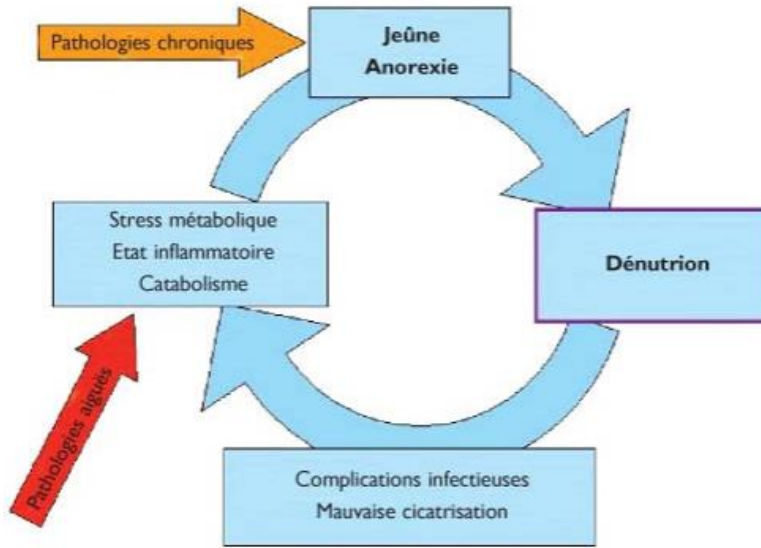 Pathologies chroniques
Jeûne
Anorexie
Stress métabolique
Etat inflammatoire
Catabolisme
Dénutrion
Pathologies aiguës
Complications infectieuses
Mauvaise cicatrisation